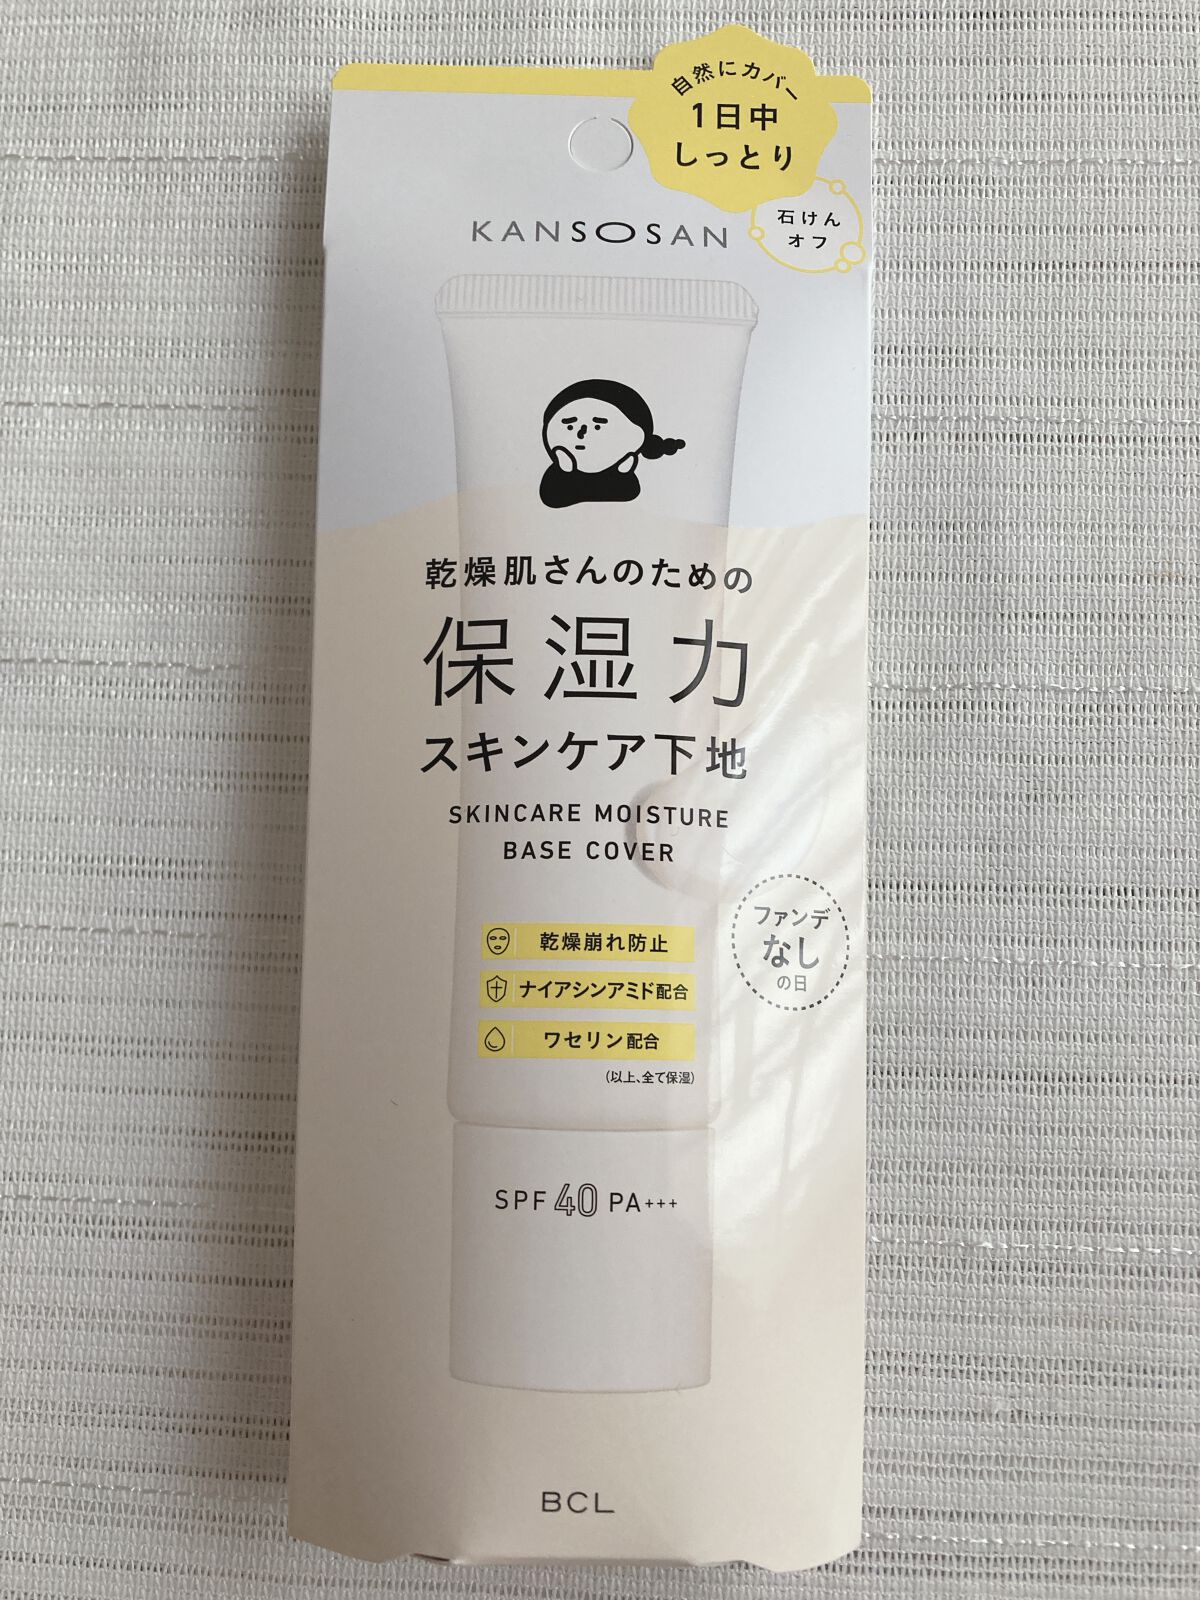 自然にカバー
1日中
しっとり
石けん
オフ
KANSOSAN
乾燥肌さんのための
保湿力
スキンケア下地
SKINCARE MOISTURE
BASE COVER
ファンデ
なし
の日
乾燥崩れ防止
ナイアシンアミド配合
ワセリン配合
(以上、全て保湿)
SPF 40 PA+++
BCL